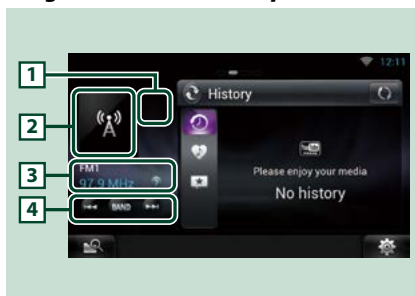 1
2
3
4
12:11
History
FM1
97.9 MHz
BAND
Please enjoy your media
No history